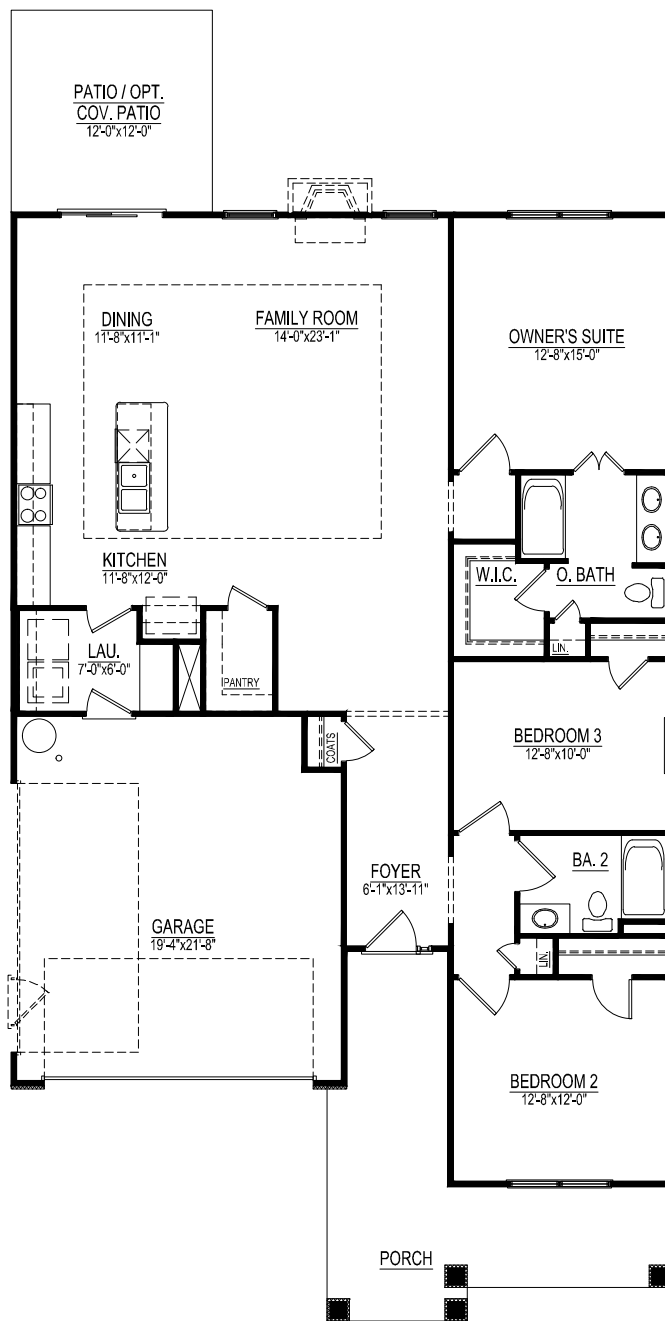 PATIO / OPT.
COV. PATIO
12'-0"x12'-0"
DINING
11'-8"x11'-1"
FAMILY ROOM
14'-0"x23'-1"
OWNER'S SUITE
12'-8"x15'-0"
KITCHEN
11'-8"x12'-0"
W.I.C.
O. BATH
LIN.
LAU.
7'-0"x6'-0"
PANTRY
COATS
BEDROOM 3
12'-8"x10'-0"
BA. 2
FOYER
6'-1"x13'-11"
GARAGE
19'-4"x21'-8"
LIN.
BEDROOM 2
12'-8"x12'-0"
PORCH